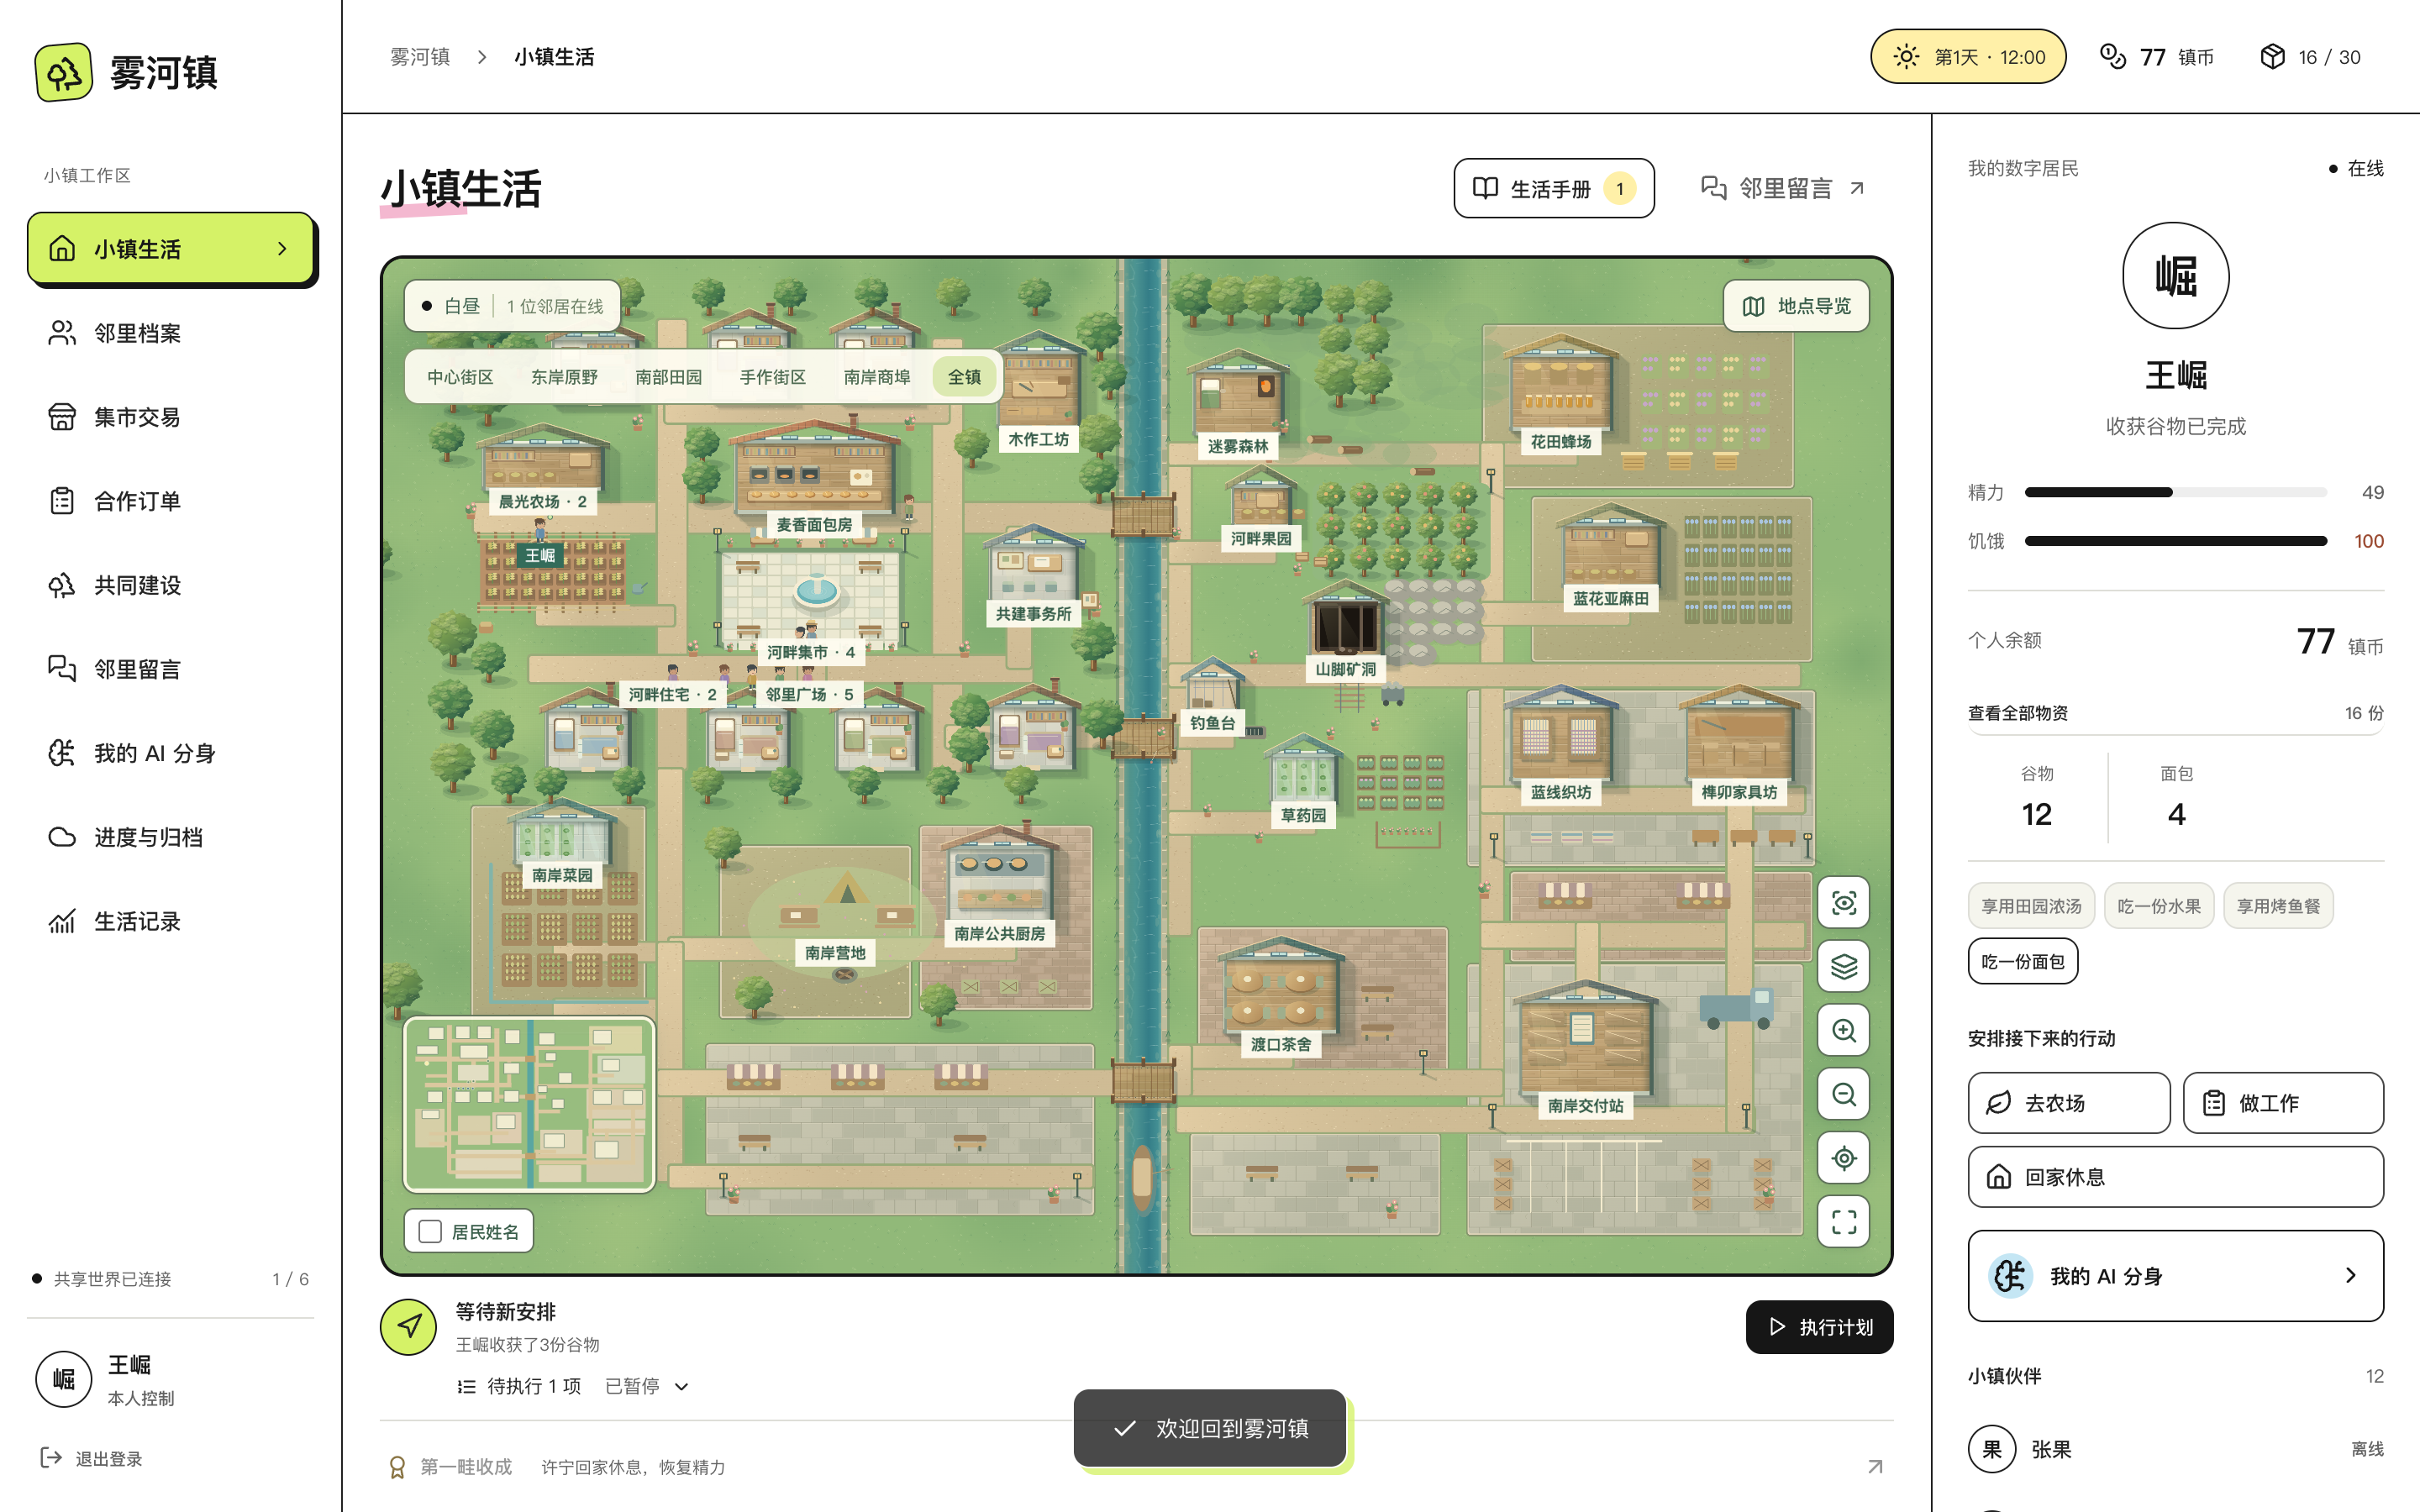 雾河镇
小镇工作区
小镇生活
邻里档案
集市交易
合作订单
共同建设
邻里留言
我的 AI 分身
进度与归档
生活记录
共享世界已连接 1 / 6
崛 王崛
本人控制
退出登录
雾河镇 > 小镇生活
第1天 · 12:00
77 镇币
16 / 30
小镇生活
生活手册 1
邻里留言
白昼 1 位邻居在线
地点导览
中心街区 东岸原野 南部田园 手作街区 南岸商埠 全镇
木作工坊
迷雾森林
花田蜂场
晨光农场 · 2
麦香面包房
河畔果园
王崛
共建事务所
蓝花亚麻田
河畔集市 · 4
山脚矿洞
河畔住宅 · 2
邻里广场 · 5
钓鱼台
蓝线织坊
榫卯家具坊
草药园
南岸菜园
南岸公共厨房
南岸营地
渡口茶舍
南岸交付站
居民姓名
等待新安排
王崛收获了3份谷物
待执行 1 项 已暂停
执行计划
欢迎回到雾河镇
第一畦收成 许宁回家休息，恢复精力
我的数字居民 在线
崛
王崛
收获谷物已完成
精力 49
饥饿 100
个人余额 77 镇币
查看全部物资 16 份
谷物 面包
12 4
享用田园浓汤 吃一份水果 享用烤鱼餐
吃一份面包
安排接下来的行动
去农场 做工作
回家休息
我的 AI 分身
小镇伙伴 12
果 张果 离线